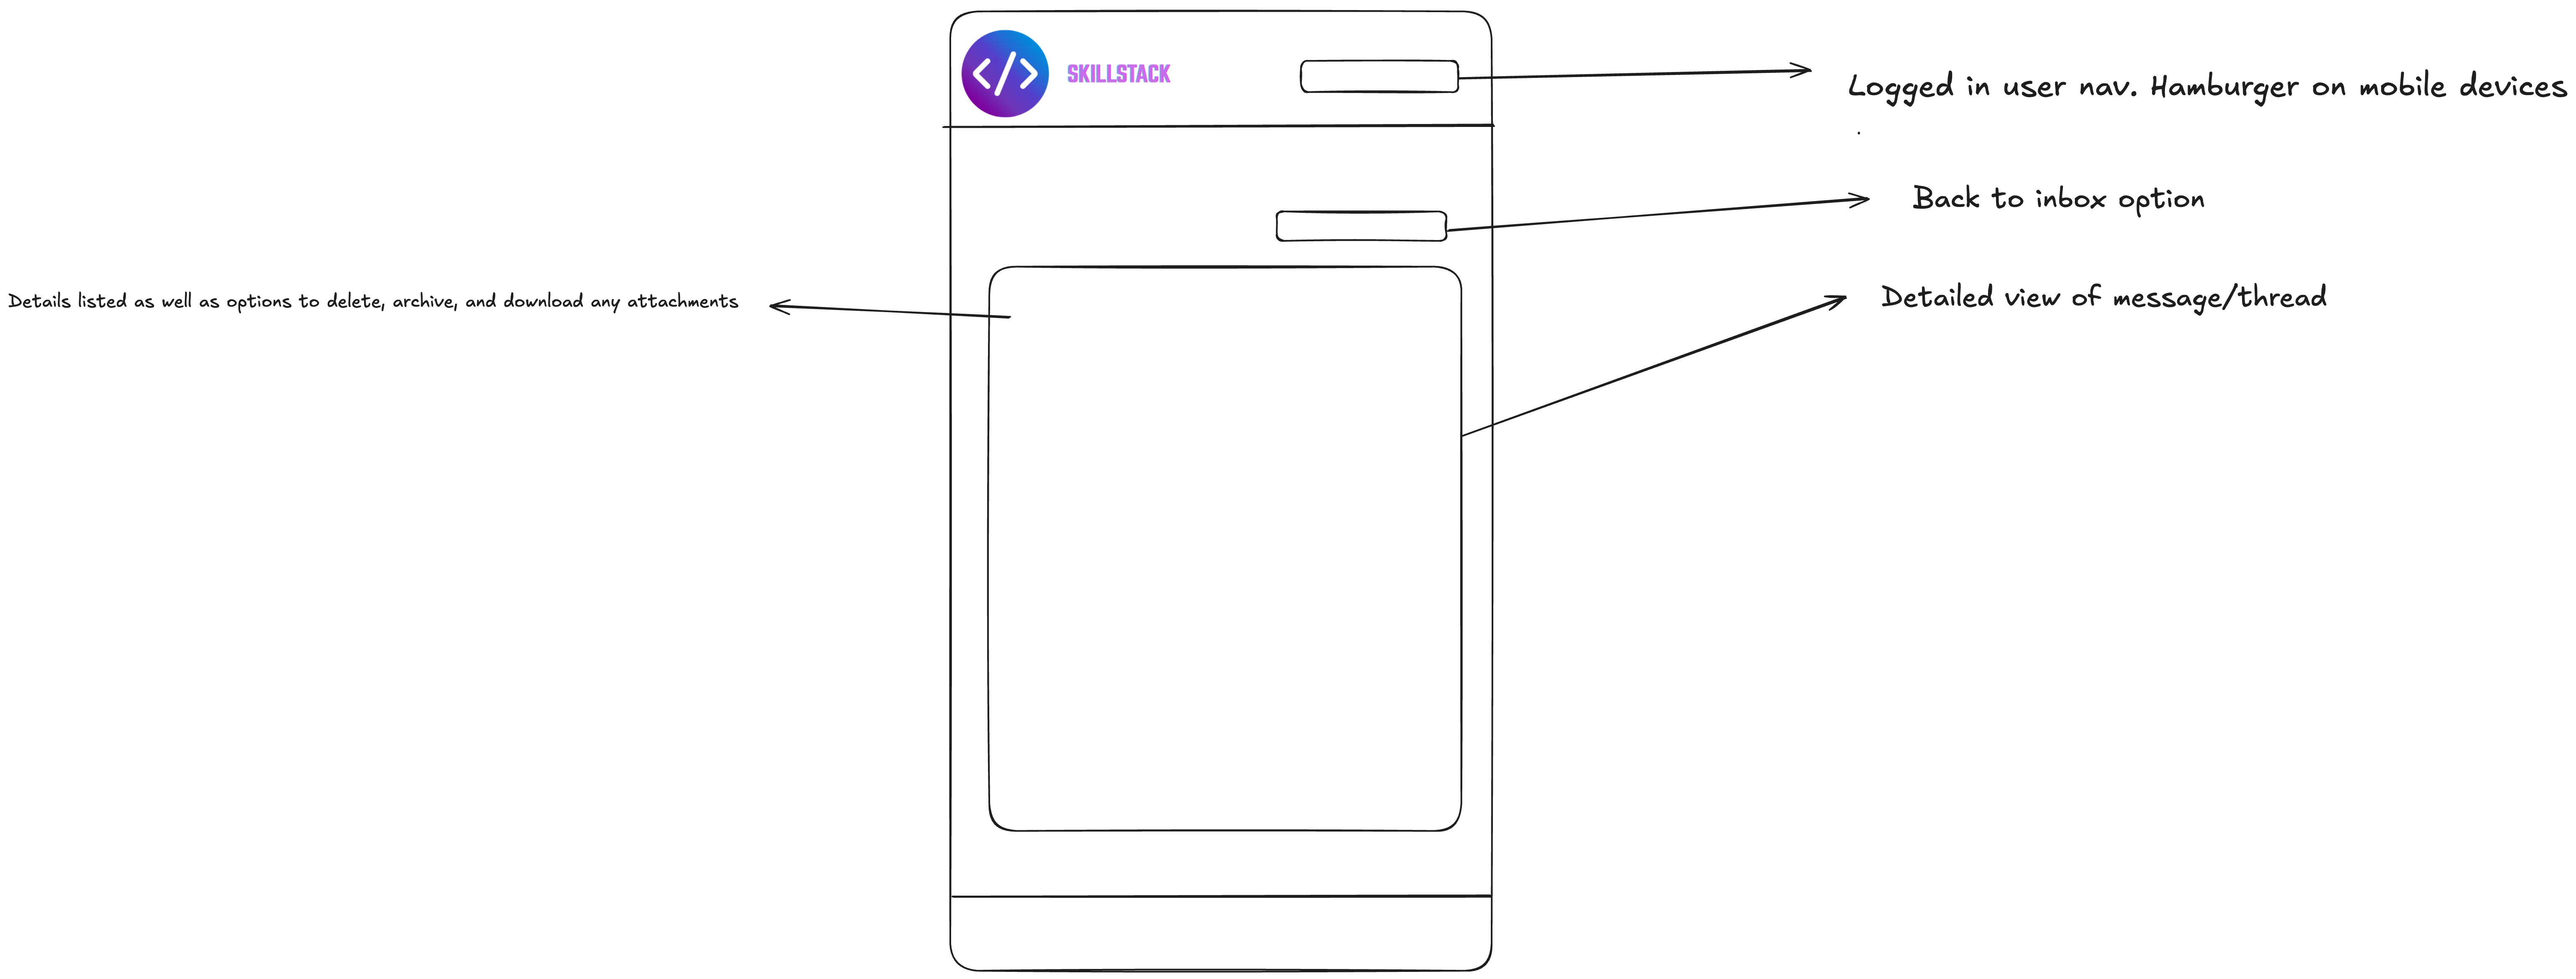 </>
SKILLSTACK
Logged in user nav. Hamburger on mobile devices
.
Back to inbox option
Details listed as well as options to delete, archive, and download any attachments
Detailed view of message/thread